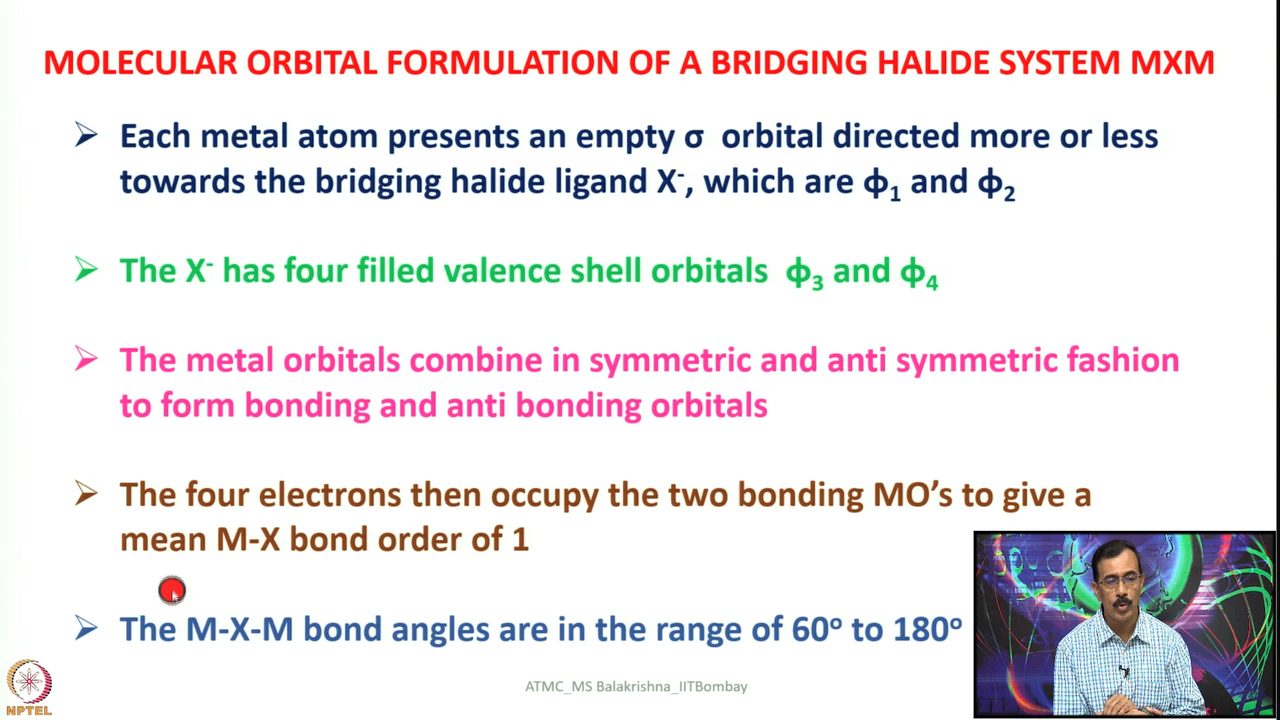 MOLECULAR ORBITAL FORMULATION OF A BRIDGING HALIDE SYSTEM MXM
➢ Each metal atom presents an empty σ orbital directed more or less
towards the bridging halide ligand X⁻, which are ϕ₁ and ϕ₂
➢ The X⁻ has four filled valence shell orbitals ϕ₃ and ϕ₄
➢ The metal orbitals combine in symmetric and anti symmetric fashion
to form bonding and anti bonding orbitals
➢ The four electrons then occupy the two bonding MO’s to give a
mean M-X bond order of 1
➢ The M-X-M bond angles are in the range of 60º to 180º
ATMC_MS Balakrishna_IITBombay
NPTEL